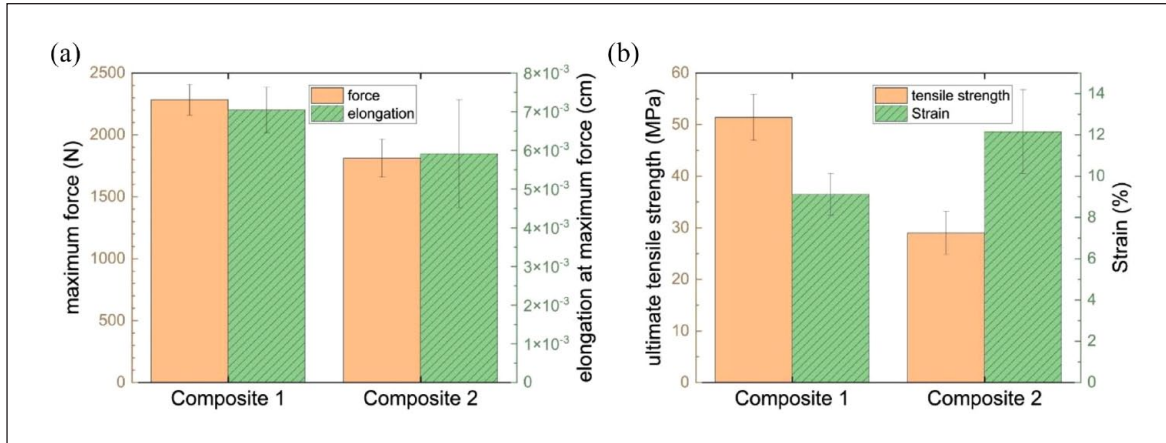 (a)
maximum force (N)
2500
2000
1500
1000
500
0
force
elongation
8×10⁻³
7×10⁻³
6×10⁻³
5×10⁻³
4×10⁻³
3×10⁻³
2×10⁻³
1×10⁻³
0
elongation at maximum force (cm)
Composite 1
Composite 2
(b)
ultimate tensile strength (MPa)
60
50
40
30
20
10
0
tensile strength
Strain
14
12
10
8
6
4
2
0
Strain (%)
Composite 1
Composite 2